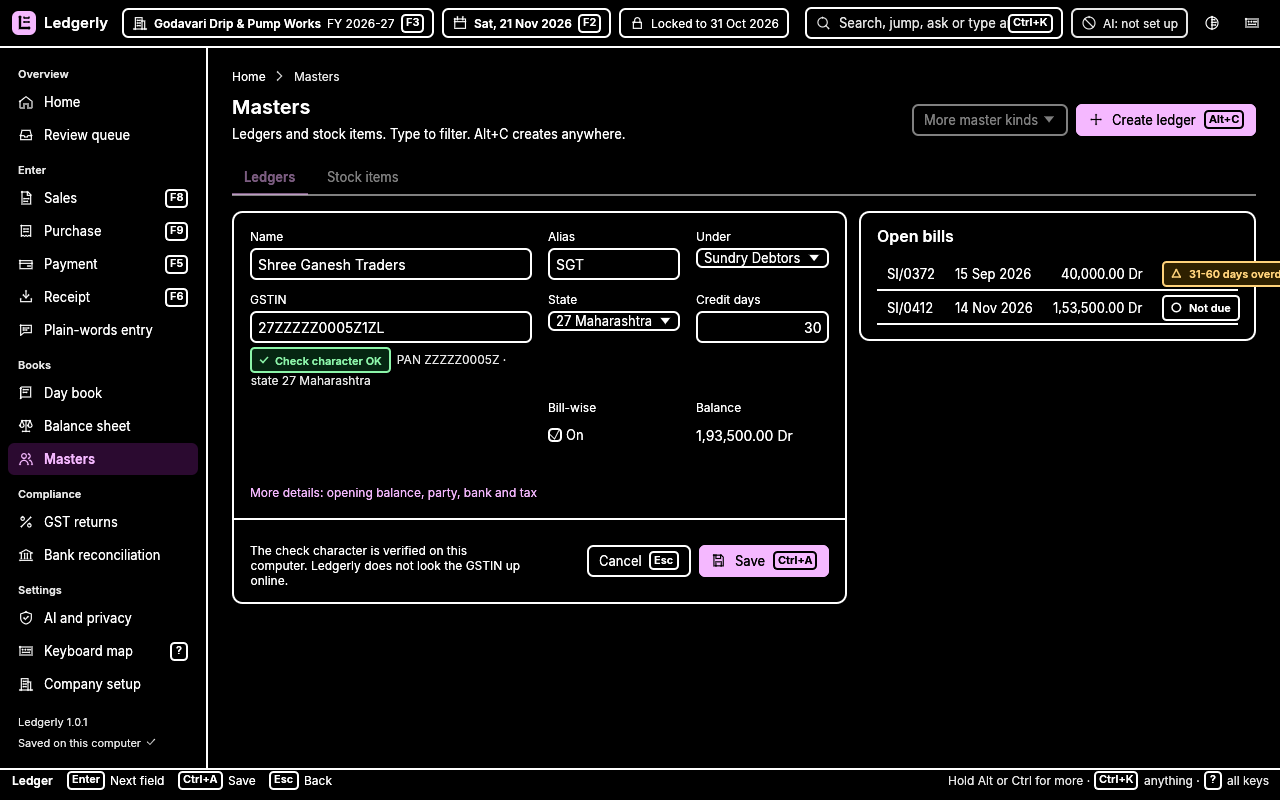 Ledgerly
Godavari Drip & Pump Works FY 2026-27 F3
Sat, 21 Nov 2026 F2
Locked to 31 Oct 2026
Search, jump, ask or type a Ctrl+K
AI: not set up
Overview
Home
Review queue
Enter
Sales F8
Purchase F9
Payment F5
Receipt F6
Plain-words entry
Books
Day book
Balance sheet
Masters
Compliance
GST returns
Bank reconciliation
Settings
AI and privacy
Keyboard map ?
Company setup
Ledgerly 1.0.1
Saved on this computer
Home > Masters
Masters
Ledgers and stock items. Type to filter. Alt+C creates anywhere.
More master kinds
Create ledger Alt+C
Ledgers Stock items
Name Alias Under
Shree Ganesh Traders SGT Sundry Debtors
GSTIN State Credit days
27ZZZZZ0005Z1ZL 27 Maharashtra 30
Check character OK PAN ZZZZZ0005Z ·
state 27 Maharashtra
Bill-wise Balance
On 1,93,500.00 Dr
More details: opening balance, party, bank and tax
The check character is verified on this
computer. Ledgerly does not look the GSTIN up
online.
Cancel Esc
Save Ctrl+A
Open bills
SI/0372 15 Sep 2026 40,000.00 Dr 31-60 days overd
SI/0412 14 Nov 2026 1,53,500.00 Dr Not due
Ledger Enter Next field Ctrl+A Save Esc Back
Hold Alt or Ctrl for more · Ctrl+K anything · ? all keys